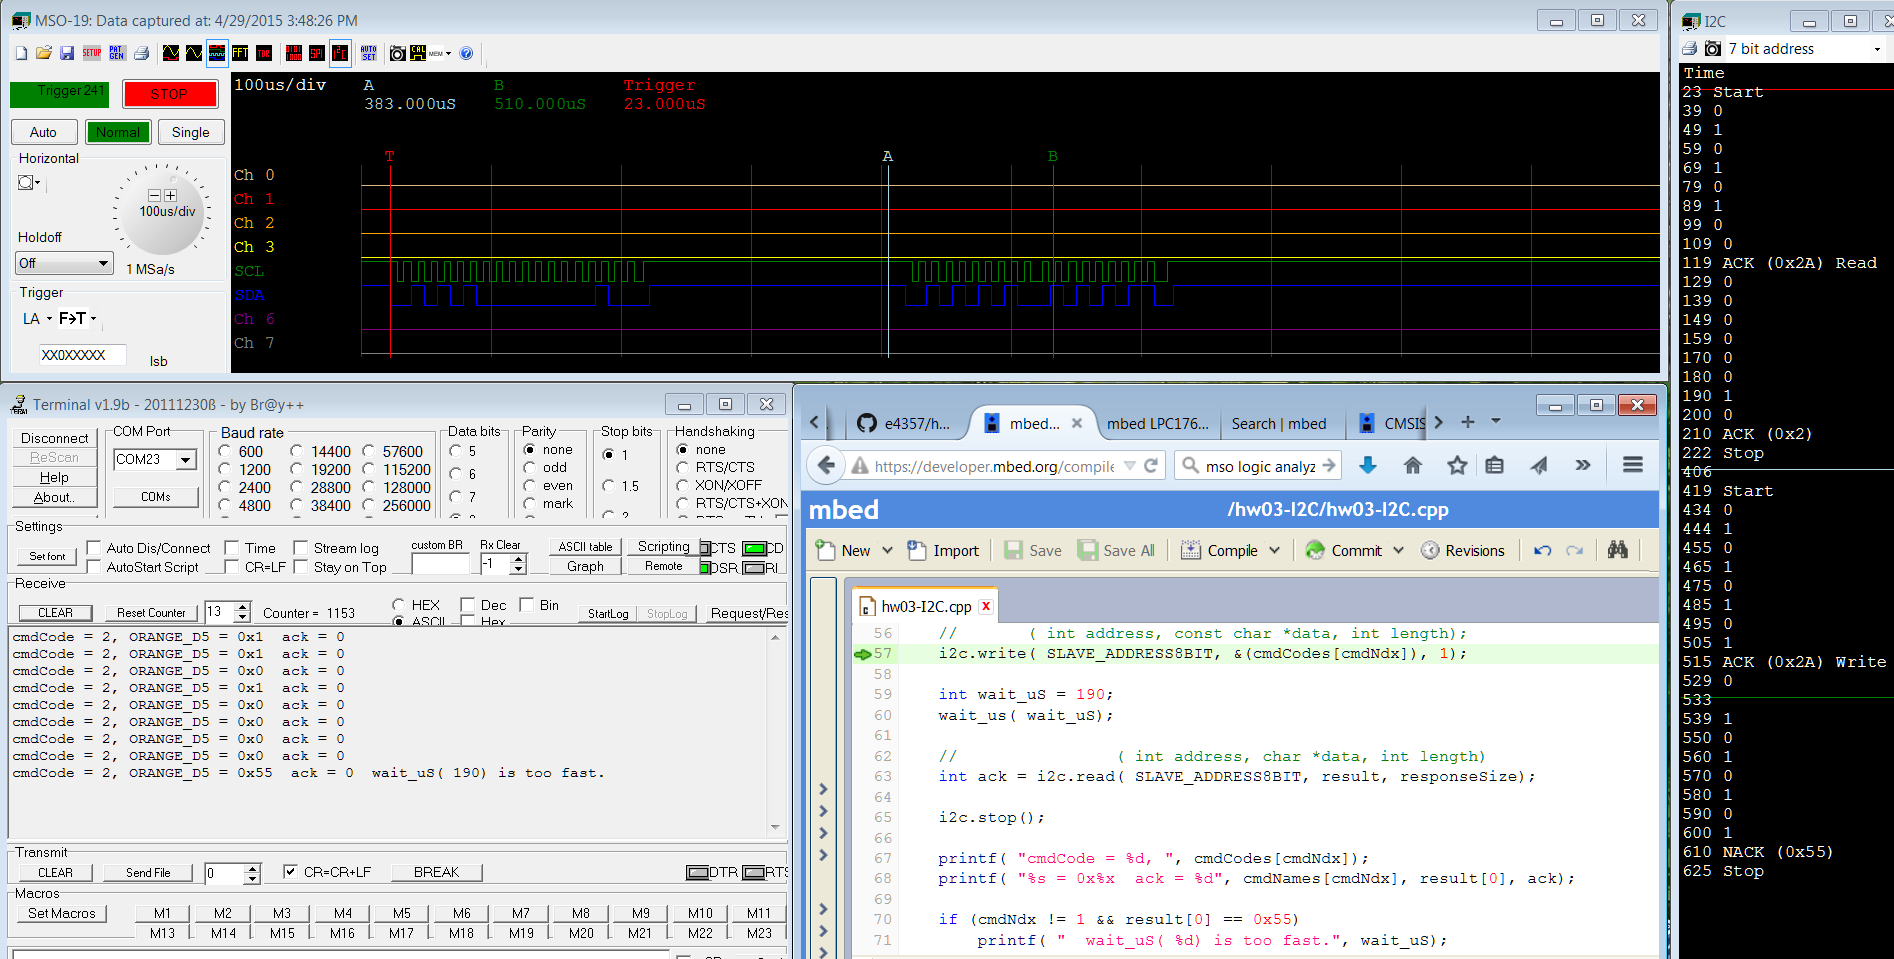 MSO-19: Data captured at: 4/29/2015 3:48:26 PM
SETUP
PAT GEN
FFT
TDR
SPI
I²C
AUTO SET
CAL
MEM
Trigger 241
STOP
Auto
Normal
Single
Horizontal
100us/div
Holdoff
Off
1 MSa/s
Trigger
LA
F→T
XX0XXXXX
lsb
100us/div
A
B
Trigger
383.000uS
510.000uS
23.000uS
T
A
B
Ch 0
Ch 1
Ch 2
Ch 3
SCL
SDA
Ch 6
Ch 7
I2C
7 bit address
Time
23 Start
39 0
49 1
59 0
69 1
79 0
89 1
99 0
109 0
119 ACK (0x2A) Read
129 0
139 0
149 0
159 0
170 0
180 0
190 1
200 0
210 ACK (0x2)
222 Stop
406
419 Start
434 0
444 1
455 0
465 1
475 0
485 1
495 0
505 1
515 ACK (0x2A) Write
529 0
533
539 1
550 0
560 1
570 0
580 1
590 0
600 1
610 NACK (0x55)
625 Stop
Terminal v1.9b - 20111230ß - by Br@y++
Disconnect
ReScan
Help
About..
COM Port
COM23
COMs
Baud rate
600 14400 57600
1200 19200 115200
2400 28800 128000
4800 38400 256000
Data bits
5
6
7
Parity
none
odd
even
mark
Stop bits
1
1.5
2
Handshaking
none
RTS/CTS
XON/XOFF
RTS/CTS+XON
Settings
Set font
Auto Dis/Connect
AutoStart Script
Time
CR=LF
Stream log
Stay on Top
custom BR
Rx Clear
-1
ASCII table
Graph
Scripting
Remote
CTS
CD
DSR
RI
Receive
CLEAR
Reset Counter
13
Counter = 1153
HEX
ASCII
Dec
Hex
Bin
StartLog
StopLog
Request/Res
cmdCode = 2, ORANGE_D5 = 0x1 ack = 0
cmdCode = 2, ORANGE_D5 = 0x1 ack = 0
cmdCode = 2, ORANGE_D5 = 0x0 ack = 0
cmdCode = 2, ORANGE_D5 = 0x1 ack = 0
cmdCode = 2, ORANGE_D5 = 0x0 ack = 0
cmdCode = 2, ORANGE_D5 = 0x0 ack = 0
cmdCode = 2, ORANGE_D5 = 0x0 ack = 0
cmdCode = 2, ORANGE_D5 = 0x0 ack = 0
cmdCode = 2, ORANGE_D5 = 0x55 ack = 0 wait_uS( 190) is too fast.
Transmit
CLEAR
Send File
0
CR=CR+LF
BREAK
DTR
RTS
Macros
Set Macros
M1 M2 M3 M4 M5 M6 M7 M8 M9 M10 M11
M13 M14 M15 M16 M17 M18 M19 M20 M21 M22 M23
e4357/h...
mbed...
mbed LPC176...
Search | mbed
CMSIS
https://developer.mbed.org/compile
mso logic analyz
mbed
/hw03-I2C/hw03-I2C.cpp
New
Import
Save
Save All
Compile
Commit
Revisions
hw03-I2C.cpp
56 // ( int address, const char *data, int length);
57 i2c.write( SLAVE_ADDRESS8BIT, &(cmdCodes[cmdNdx]), 1);
58
59 int wait_uS = 190;
60 wait_us( wait_uS);
61
62 // ( int address, char *data, int length)
63 int ack = i2c.read( SLAVE_ADDRESS8BIT, result, responseSize);
64
65 i2c.stop();
66
67 printf( "cmdCode = %d, ", cmdCodes[cmdNdx]);
68 printf( "%s = 0x%x ack = %d", cmdNames[cmdNdx], result[0], ack);
69
70 if (cmdNdx != 1 && result[0] == 0x55)
71 printf( " wait_uS( %d) is too fast.", wait_uS);